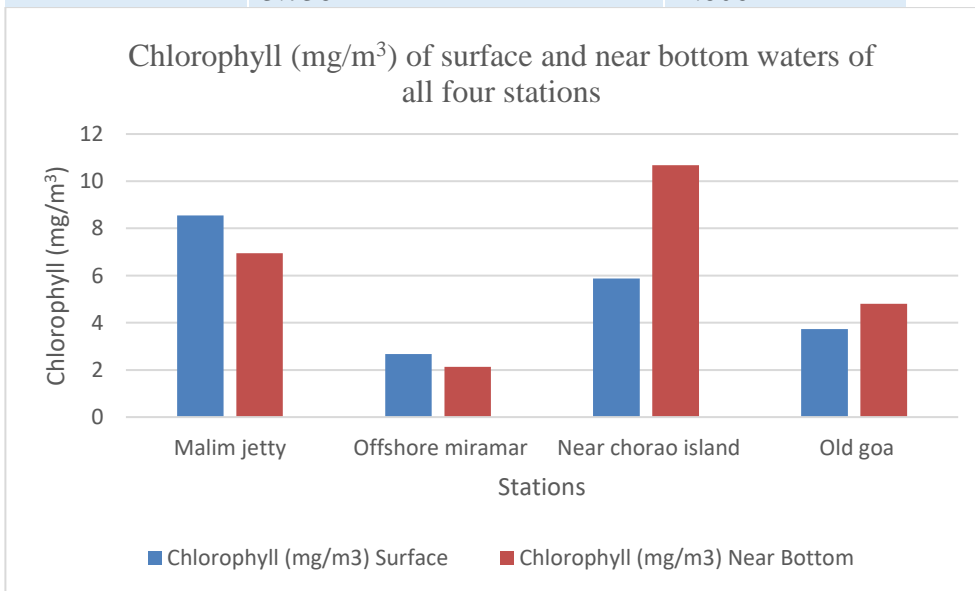 Chlorophyll (mg/m³) of surface and near bottom waters of
all four stations
Chlorophyll (mg/m³)
12
10
8
6
4
2
0
Malim jetty Offshore miramar Near chorao island Old goa
Stations
Chlorophyll (mg/m3) Surface Chlorophyll (mg/m3) Near Bottom